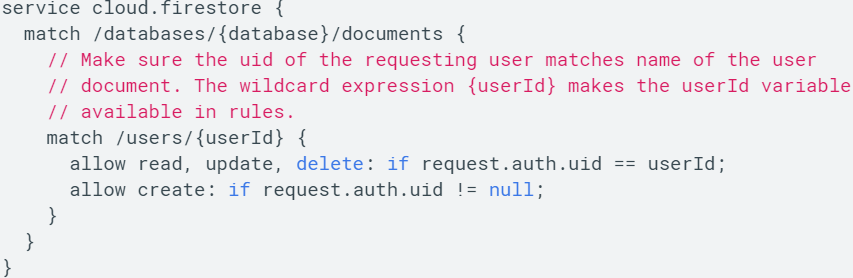 service cloud.firestore {
match /databases/{database}/documents {
// Make sure the uid of the requesting user matches name of the user
// document. The wildcard expression {userId} makes the userId variable
// available in rules.
match /users/{userId} {
allow read, update, delete: if request.auth.uid == userId;
allow create: if request.auth.uid != null;
}
}
}